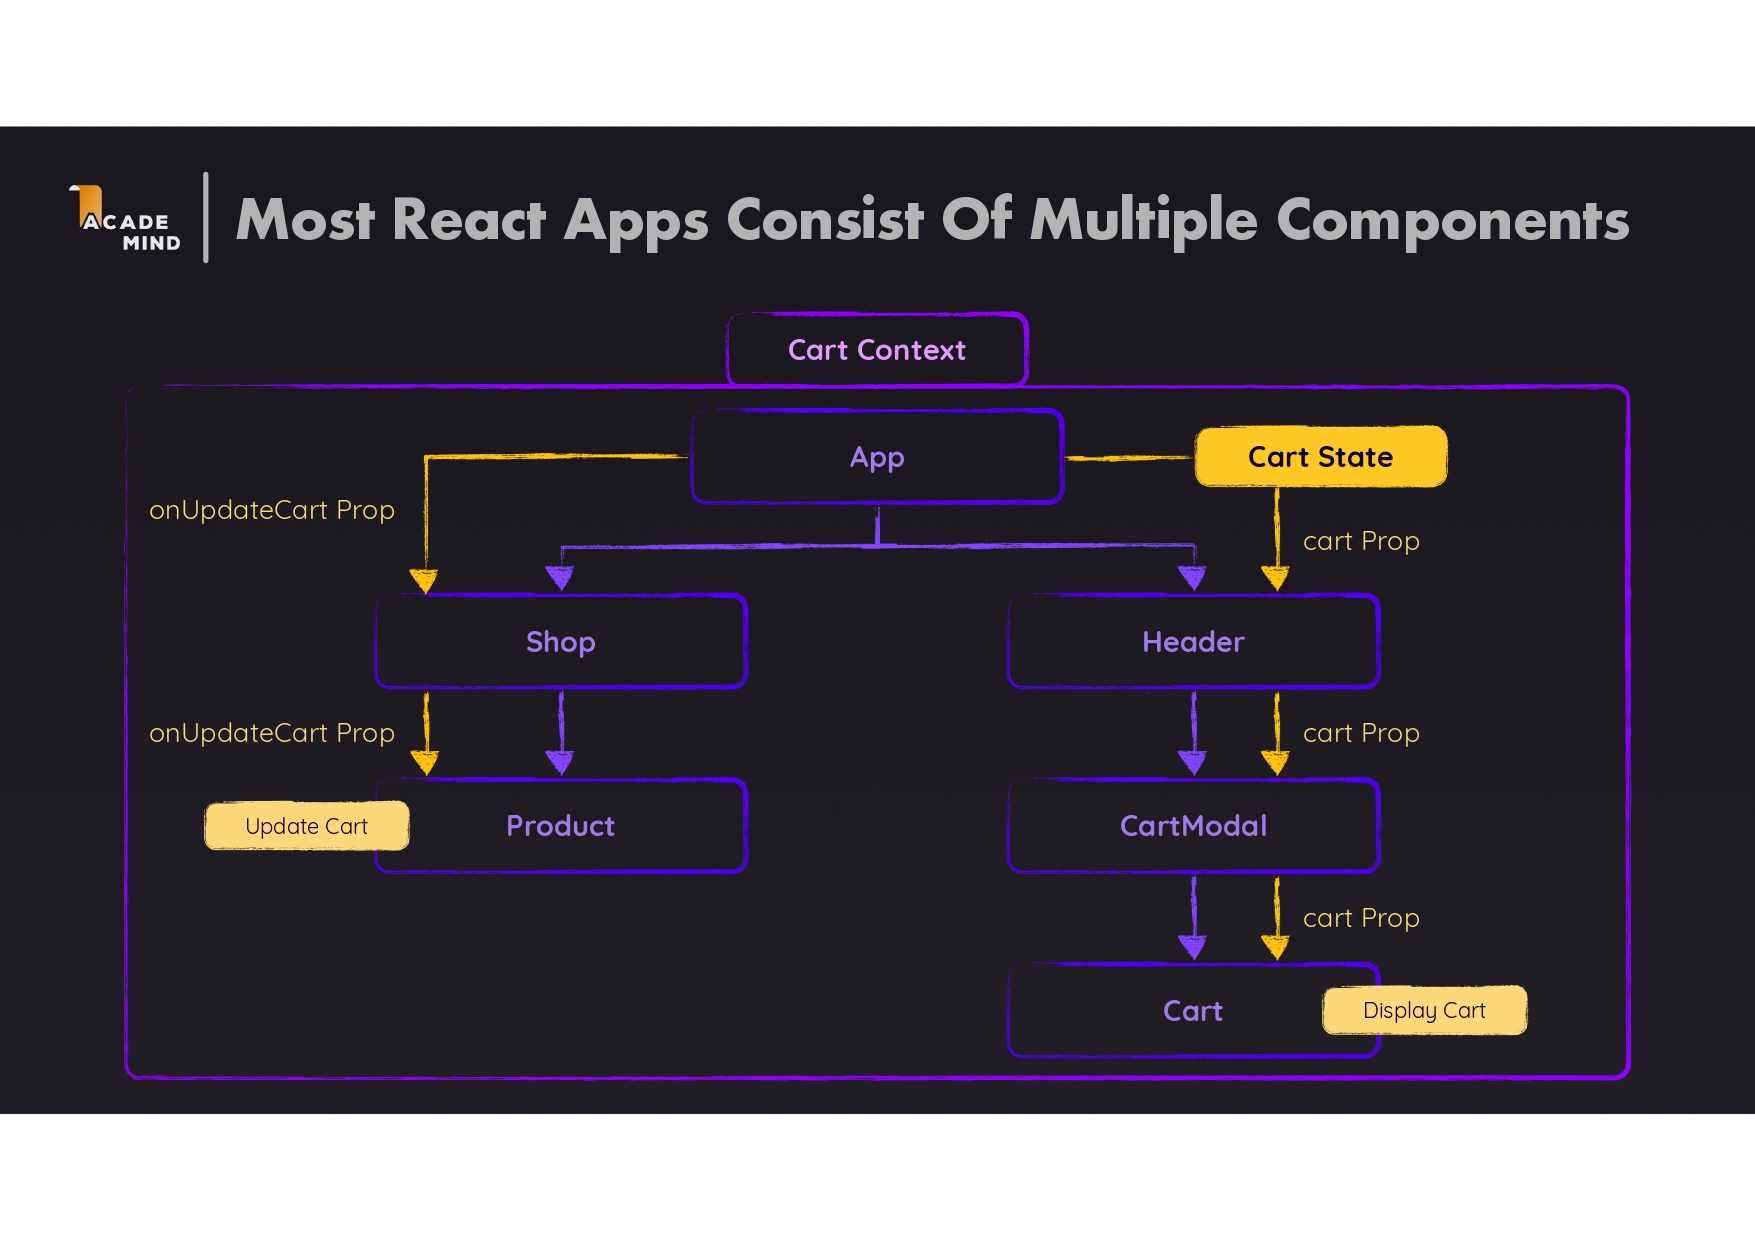 ACADE
MIND
Most React Apps Consist Of Multiple Components
Cart Context
App
Cart State
onUpdateCart Prop
cart Prop
Shop
Header
onUpdateCart Prop
cart Prop
Update Cart
Product
CartModal
cart Prop
Cart
Display Cart